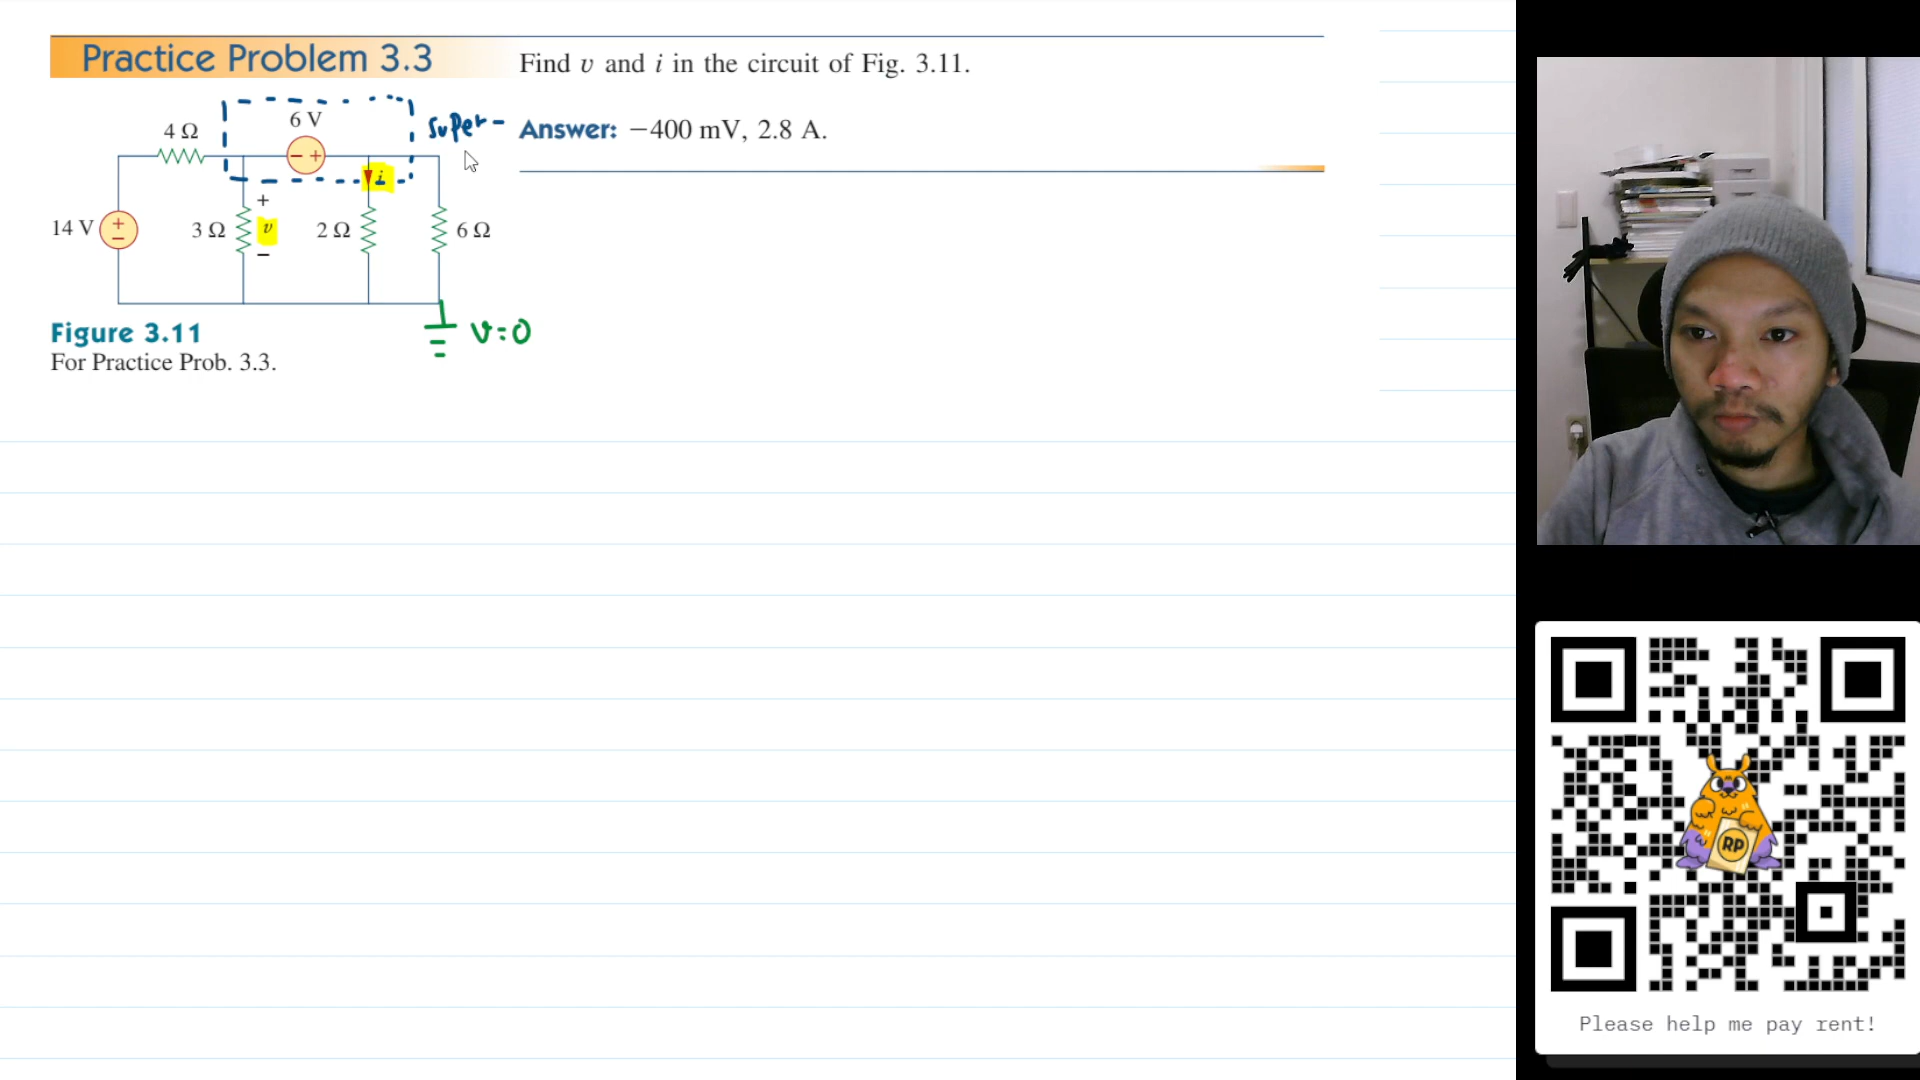 Practice Problem 3.3
Find v and i in the circuit of Fig. 3.11.
Answer: −400 mV, 2.8 A.
6 V
super-
4 Ω
− +
i
+
14 V
+
−
3 Ω
v
2 Ω
6 Ω
−
Figure 3.11
v=0
For Practice Prob. 3.3.
RP
Please help me pay rent!